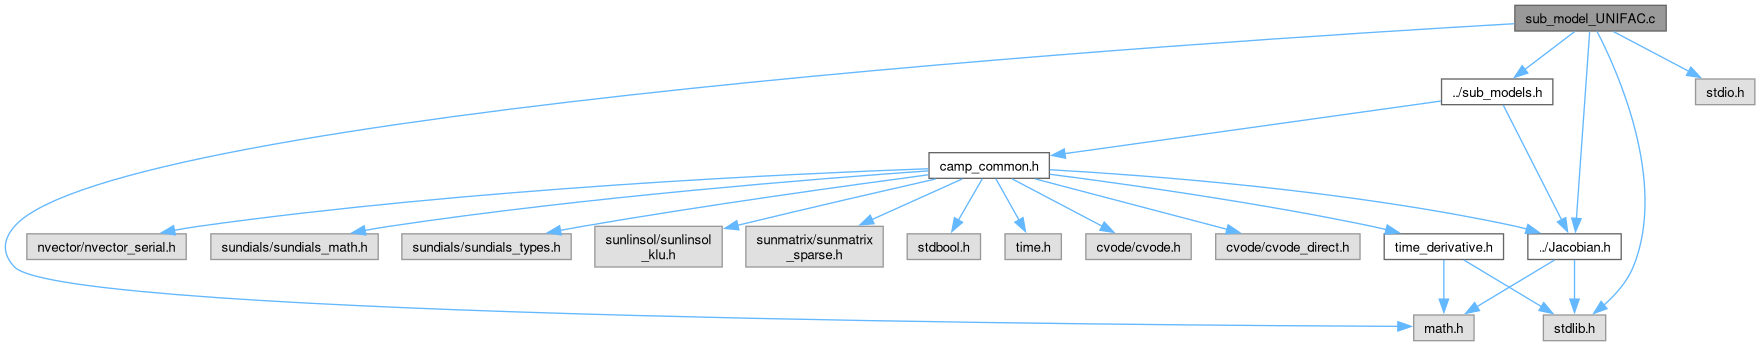 sub_model_UNIFAC.c
../sub_models.h
stdio.h
camp_common.h
nvector/nvector_serial.h
sundials/sundials_math.h
sundials/sundials_types.h
sunlinsol/sunlinsol
_klu.h
sunmatrix/sunmatrix
_sparse.h
stdbool.h
time.h
cvode/cvode.h
cvode/cvode_direct.h
time_derivative.h
../Jacobian.h
math.h
stdlib.h